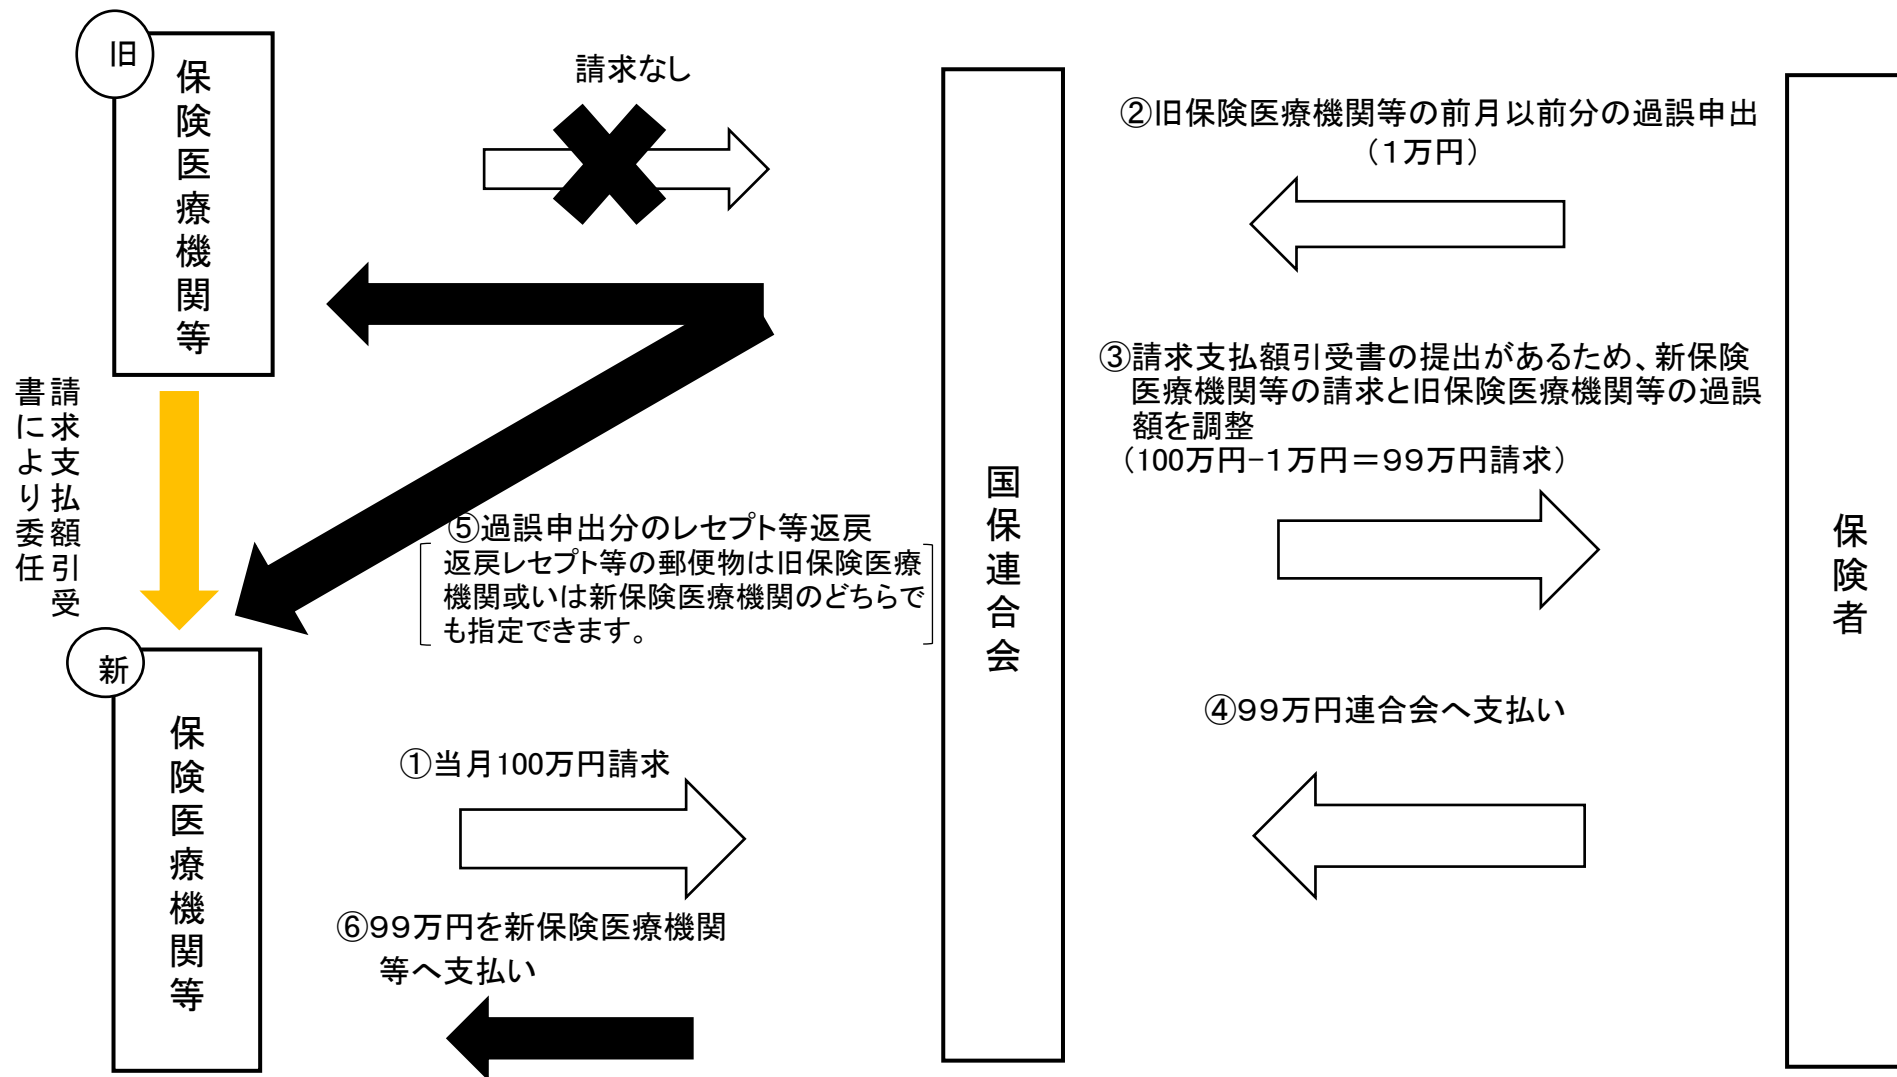 旧
保険医療機関等
請求なし
②旧保険医療機関等の前月以前分の過誤申出
（１万円）
③請求支払額引受書の提出があるため、新保険
医療機関等の請求と旧保険医療機関等の過誤
額を調整
（100万円−１万円＝９９万円請求）
請求支払額引受
書により委任
⑤過誤申出分のレセプト等返戻
返戻レセプト等の郵便物は旧保険医療
機関或いは新保険医療機関のどちらで
も指定できます。
国保連合会
保険者
新
保険医療機関等
④９９万円連合会へ支払い
①当月100万円請求
⑥９９万円を新保険医療機関
等へ支払い